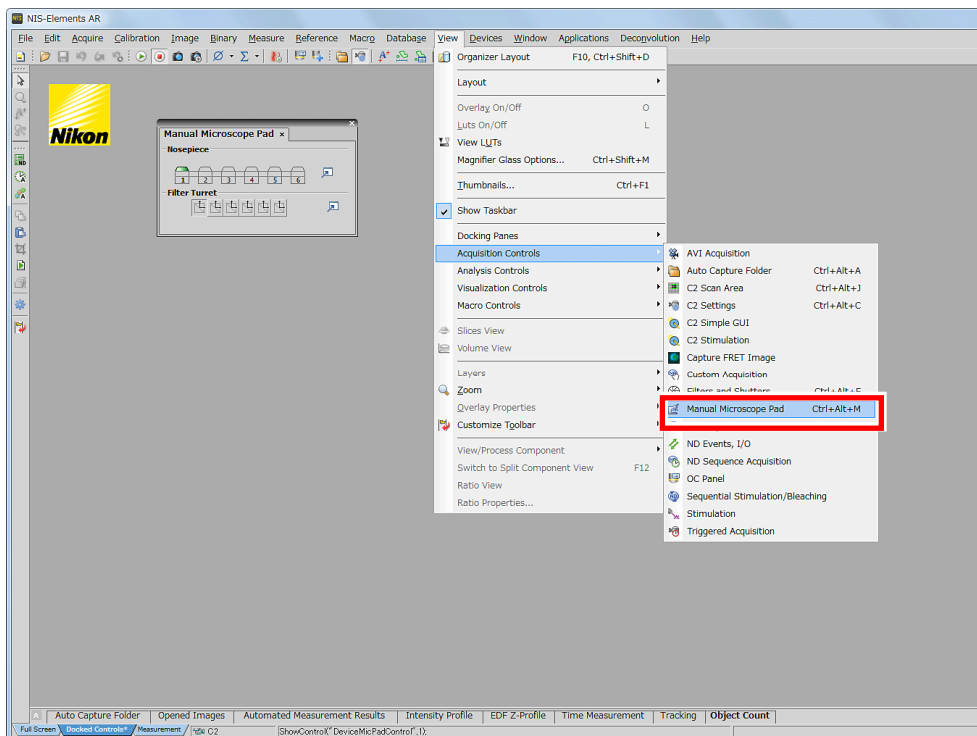 NIS-Elements AR
File Edit Acquire Calibration Image Binary Measure Reference Macro Database View Devices Window Applications Deconvolution Help
Organizer Layout F10, Ctrl+Shift+D
Layout
Overlay On/Off O
Luts On/Off L
View LUTs
Magnifier Glass Options... Ctrl+Shift+M
Thumbnails... Ctrl+F1
Show Taskbar
Docking Panes
Acquisition Controls
Analysis Controls
Visualization Controls
Macro Controls
Slices View
Volume View
Layers
Zoom
Overlay Properties
Customize Toolbar
View/Process Component
Switch to Split Component View F12
Ratio View
Ratio Properties...
Nikon
Manual Microscope Pad x
Nosepiece
1 2 3 4 5 6
Filter Turret
AVI Acquisition
Auto Capture Folder Ctrl+Alt+A
C2 Scan Area Ctrl+Alt+J
C2 Settings Ctrl+Alt+C
C2 Simple GUI
C2 Stimulation
Capture FRET Image
Custom Acquisition
Filters and Shutters Ctrl+Alt+F
Manual Microscope Pad Ctrl+Alt+M
ND Events, I/O
ND Sequence Acquisition
OC Panel
Sequential Stimulation/Bleaching
Stimulation
Triggered Acquisition
Auto Capture Folder Opened Images Automated Measurement Results Intensity Profile EDF Z-Profile Time Measurement Tracking Object Count
Full Screen Docked Controls* Measurement C2 ShowControl("DeviceMicPadControl",1);